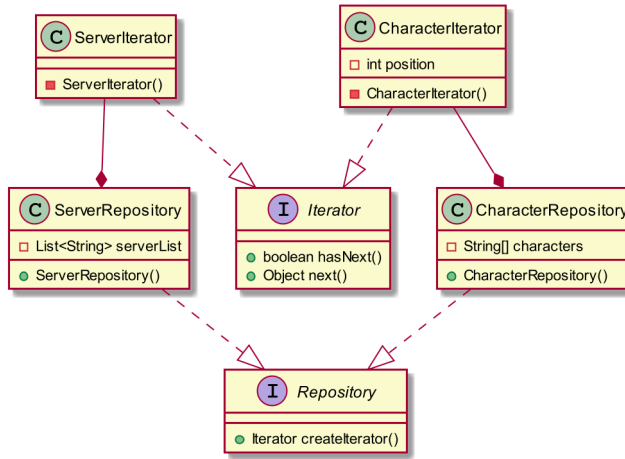 C ServerIterator
ServerIterator()
C CharacterIterator
int position
CharacterIterator()
C ServerRepository
List<String> serverList
ServerRepository()
I Iterator
boolean hasNext()
Object next()
C CharacterRepository
String[] characters
CharacterRepository()
I Repository
Iterator createIterator()